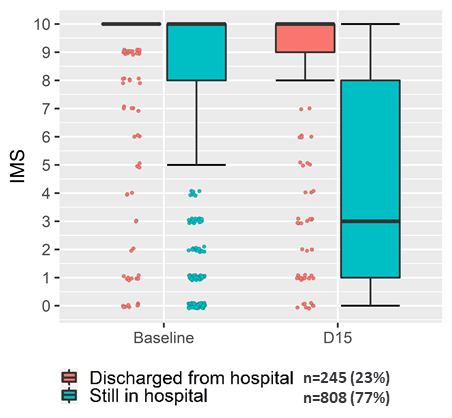 10
9
8
7
6
5
4
3
2
1
0
IMS
Baseline D15
Discharged from hospital n=245 (23%)
Still in hospital n=808 (77%)